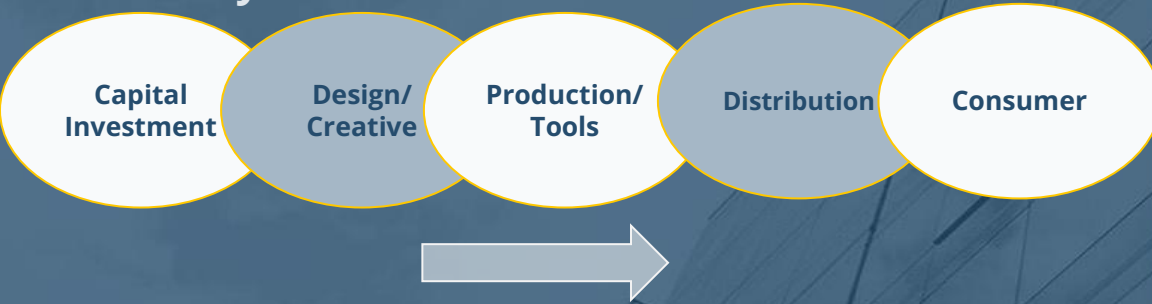 Capital
Investment
Design/
Creative
Production/
Tools
Distribution
Consumer